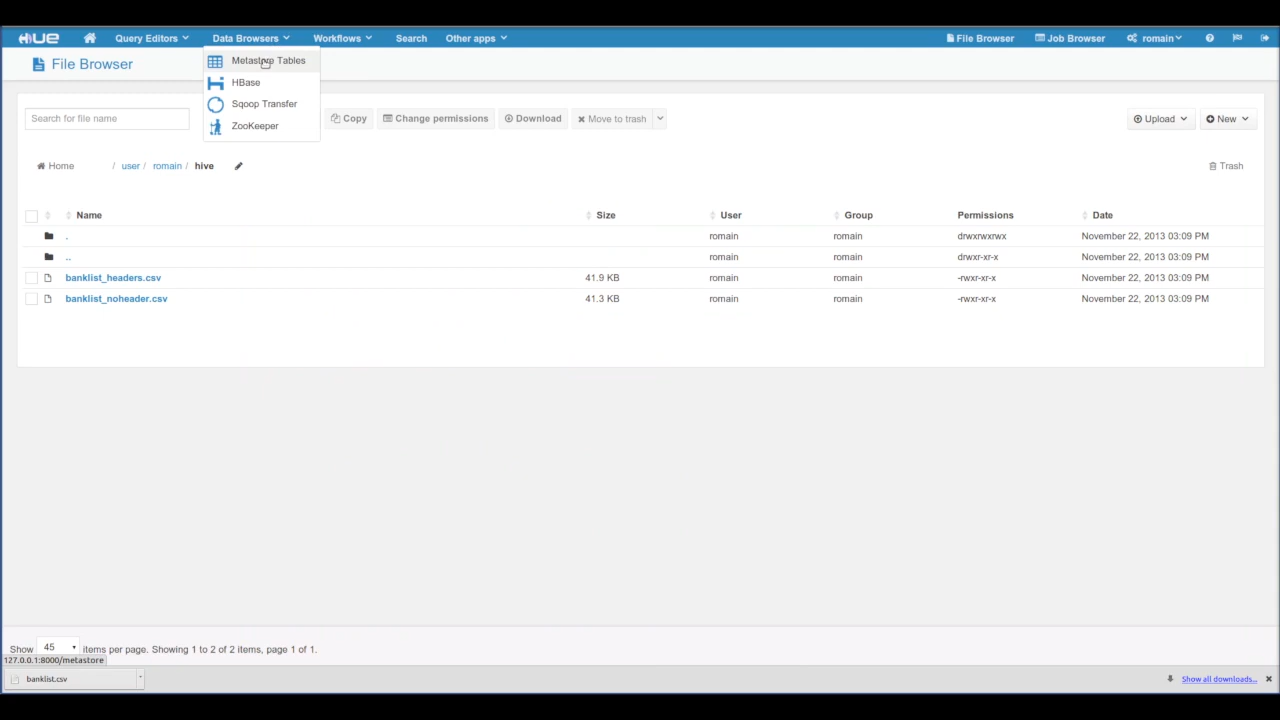 HUE Query Editors Data Browsers Workflows Search Other apps File Browser Job Browser romain
File Browser
Metastore Tables
HBase
Sqoop Transfer
ZooKeeper
Search for file name Copy Change permissions Download Move to trash Upload New
Home / user / romain / hive Trash
Name Size User Group Permissions Date
. romain romain drwxrwxrwx November 22, 2013 03:09 PM
.. romain romain drwxr-xr-x November 22, 2013 03:09 PM
banklist_headers.csv 41.9 KB romain romain -rwxr-xr-x November 22, 2013 03:09 PM
banklist_noheader.csv 41.3 KB romain romain -rwxr-xr-x November 22, 2013 03:09 PM
Show 45 items per page. Showing 1 to 2 of 2 items, page 1 of 1.
127.0.0.1:8000/metastore
banklist.csv Show all downloads...